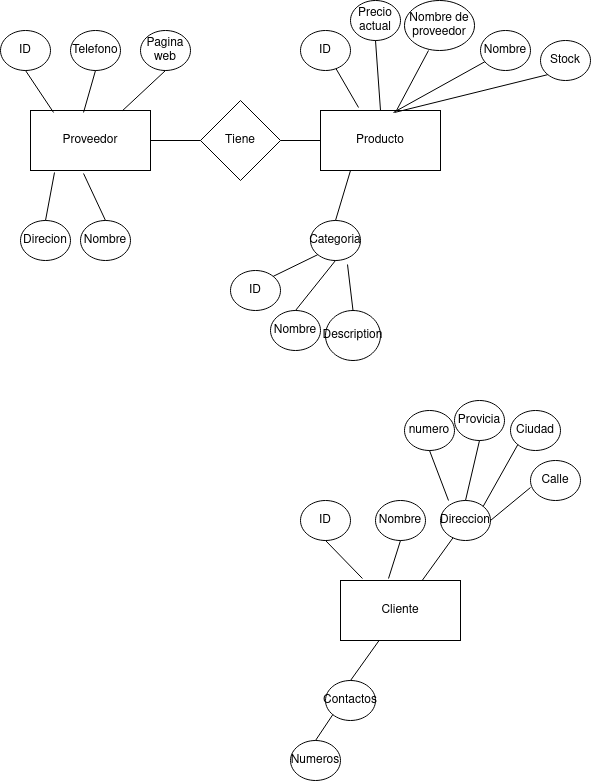 Precio
actual
Nombre de
proveedor
ID
Telefono
Pagina
web
ID
Nombre
Stock
Proveedor
Tiene
Producto
Direcion
Nombre
Categoria
ID
Nombre
Description
numero
Provicia
Ciudad
Calle
ID
Nombre
Direccion
Cliente
Contactos
Numeros